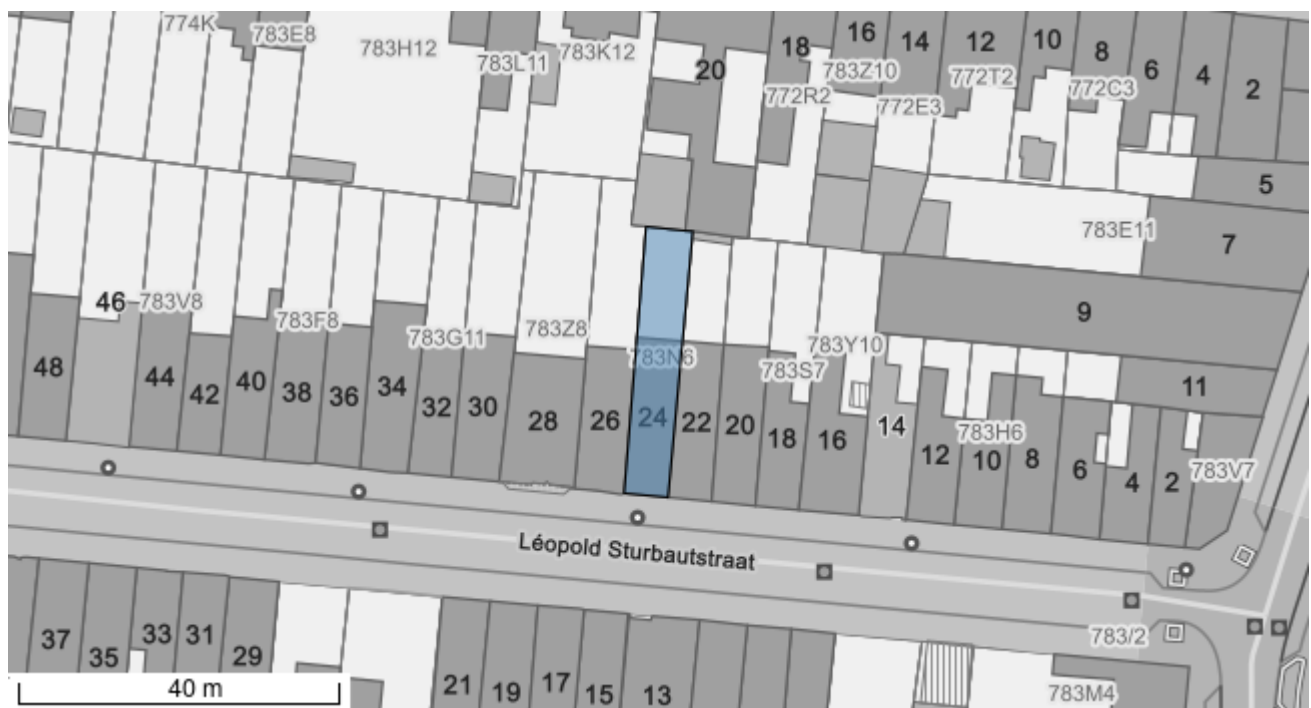 774K
783E8
783H12
783L11
783K12
20
18
16
14
12
10
8
6
4
2
783Z10
772R2
772E3
772T2
772C3
5
783E11
7
46
783V8
783F8
783G11
783Z8
783N6
783S7
783Y10
9
11
48
44
42
40
38
36
34
32
30
28
26
24
22
20
18
16
14
12
10
783H6
8
6
4
2
783V7
Léopold Sturbautstraat
37
35
33
31
29
21
19
17
15
13
783/2
783M4
40 m